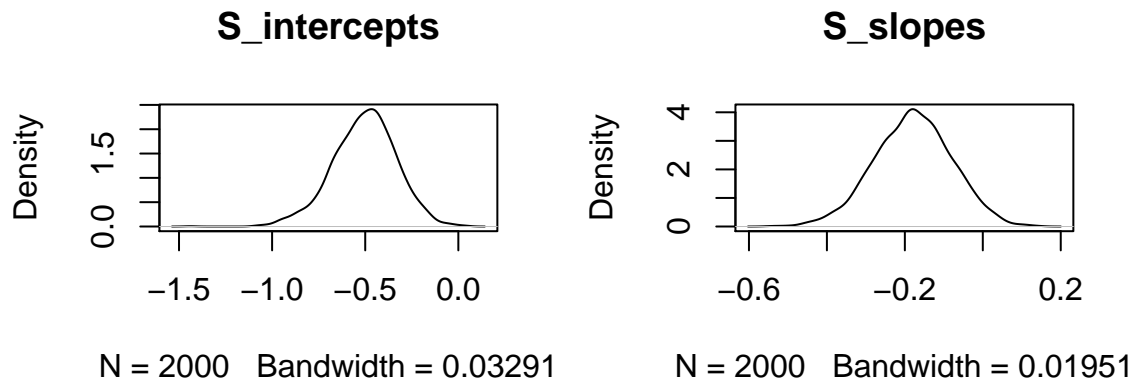 S_intercepts
Density
0.0
1.5
−1.5
−1.0
−0.5
0.0
N = 2000 Bandwidth = 0.03291
S_slopes
Density
0
2
4
−0.6
−0.2
0.2
N = 2000 Bandwidth = 0.01951